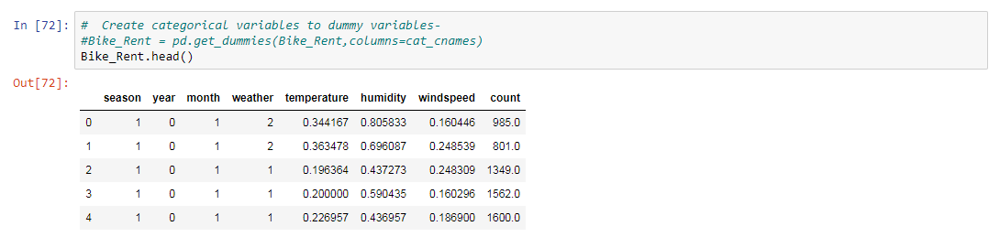 In [72]: #  Create categorical variables to dummy variables-
#Bike_Rent = pd.get_dummies(Bike_Rent,columns=cat_cnames)
Bike_Rent.head()
Out[72]:
season year month weather temperature humidity windspeed count
0 1 0 1 2 0.344167 0.805833 0.160446 985.0
1 1 0 1 2 0.363478 0.696087 0.248539 801.0
2 1 0 1 1 0.196364 0.437273 0.248309 1349.0
3 1 0 1 1 0.200000 0.590435 0.160296 1562.0
4 1 0 1 1 0.226957 0.436957 0.186900 1600.0